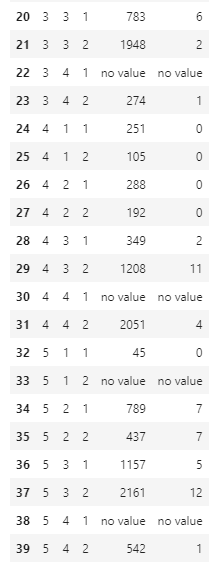 20 3 3 1 783 6
21 3 3 2 1948 2
22 3 4 1 no value no value
23 3 4 2 274 1
24 4 1 1 251 0
25 4 1 2 105 0
26 4 2 1 288 0
27 4 2 2 192 0
28 4 3 1 349 2
29 4 3 2 1208 11
30 4 4 1 no value no value
31 4 4 2 2051 4
32 5 1 1 45 0
33 5 1 2 no value no value
34 5 2 1 789 7
35 5 2 2 437 7
36 5 3 1 1157 5
37 5 3 2 2161 12
38 5 4 1 no value no value
39 5 4 2 542 1